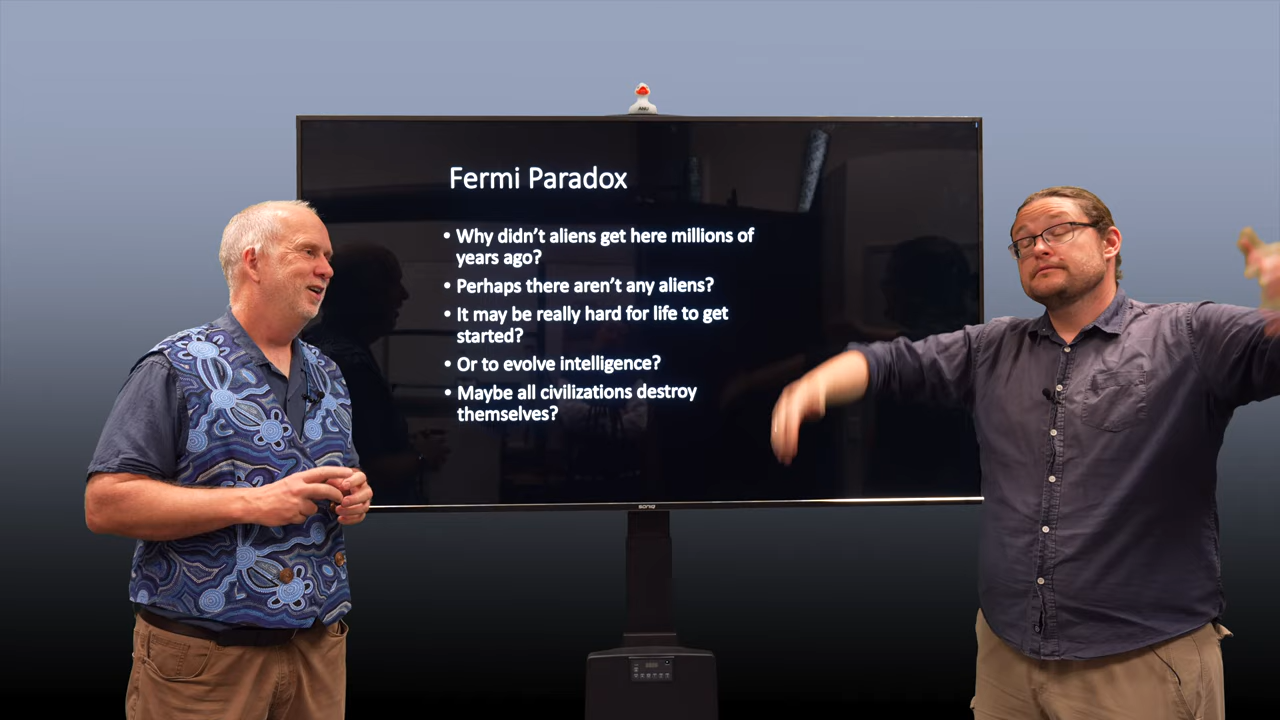 Fermi Paradox
• Why didn't aliens get here millions of
years ago?
• Perhaps there aren't any aliens?
• It may be really hard for life to get
started?
• Or to evolve intelligence?
• Maybe all civilizations destroy
themselves?
soniq